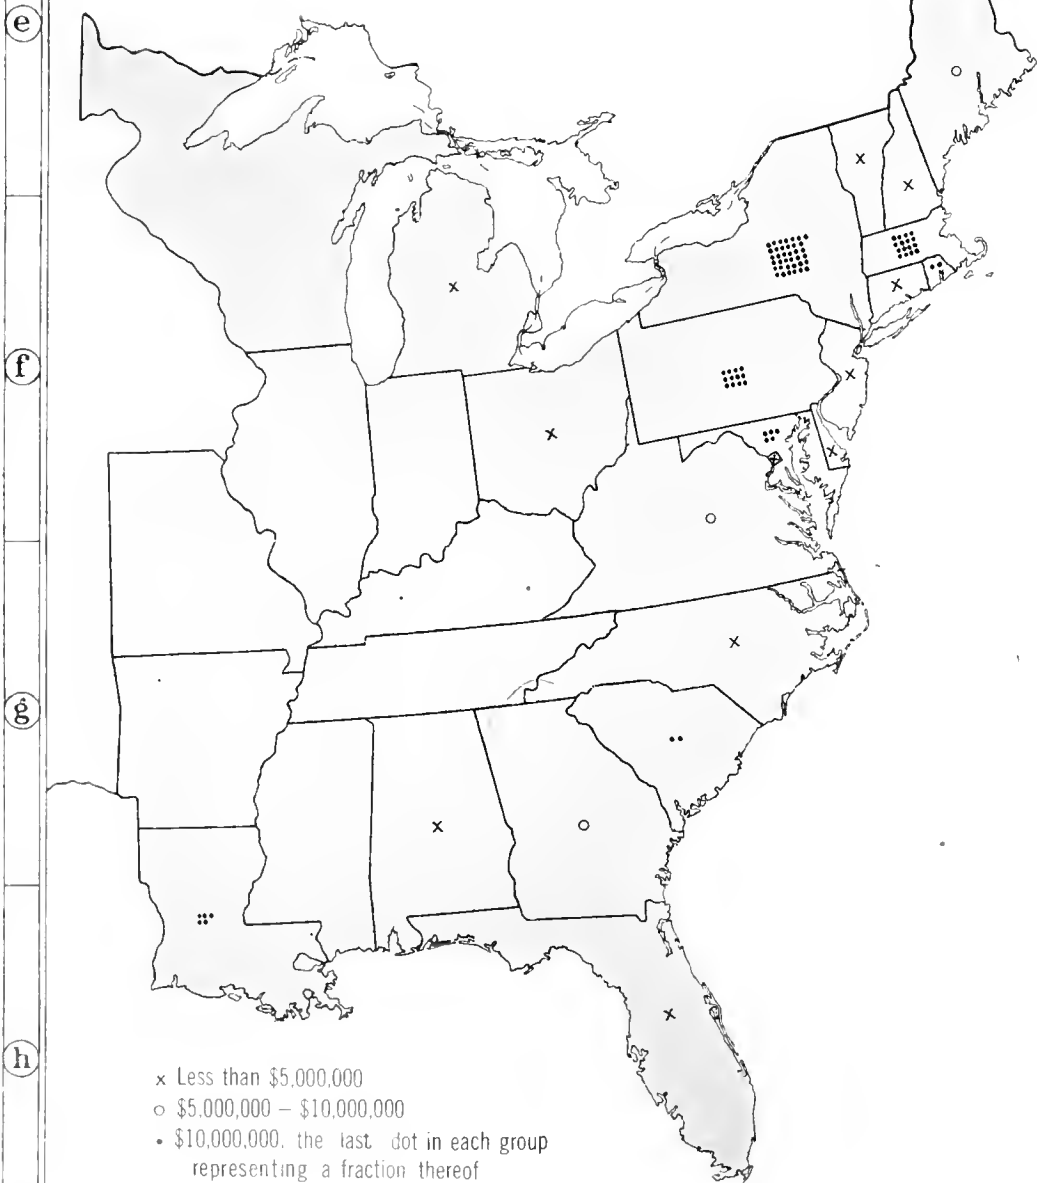 e
f
g
h
x Less than $5,000,000
o $5,000,000 – $10,000,000
• $10,000,000. the last dot in each group
representing a fraction thereof